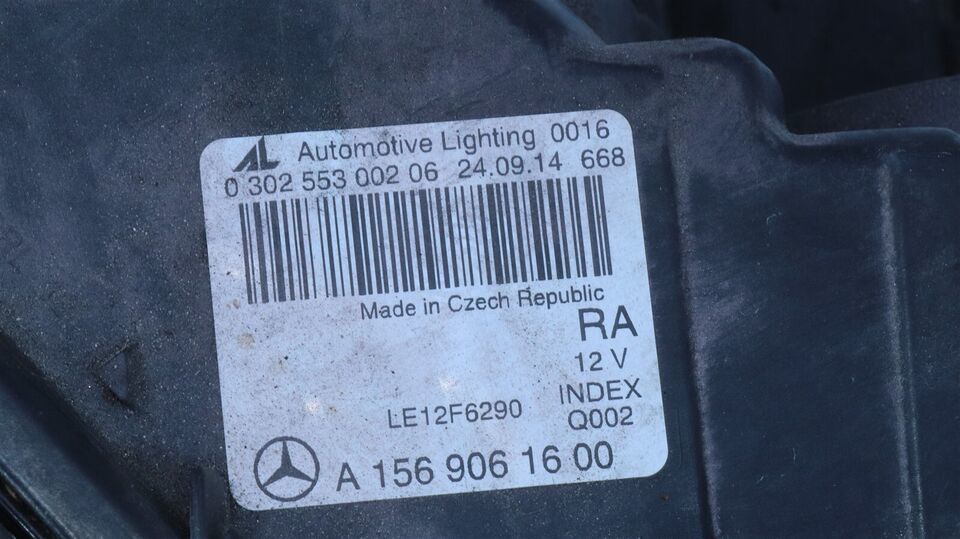 AL Automotive Lighting 0016
0 302 553 002 06 24.09.14 668
Made in Czech Republic
RA
12 V
INDEX
LE12F6290 Q002
A 156 906 16 00